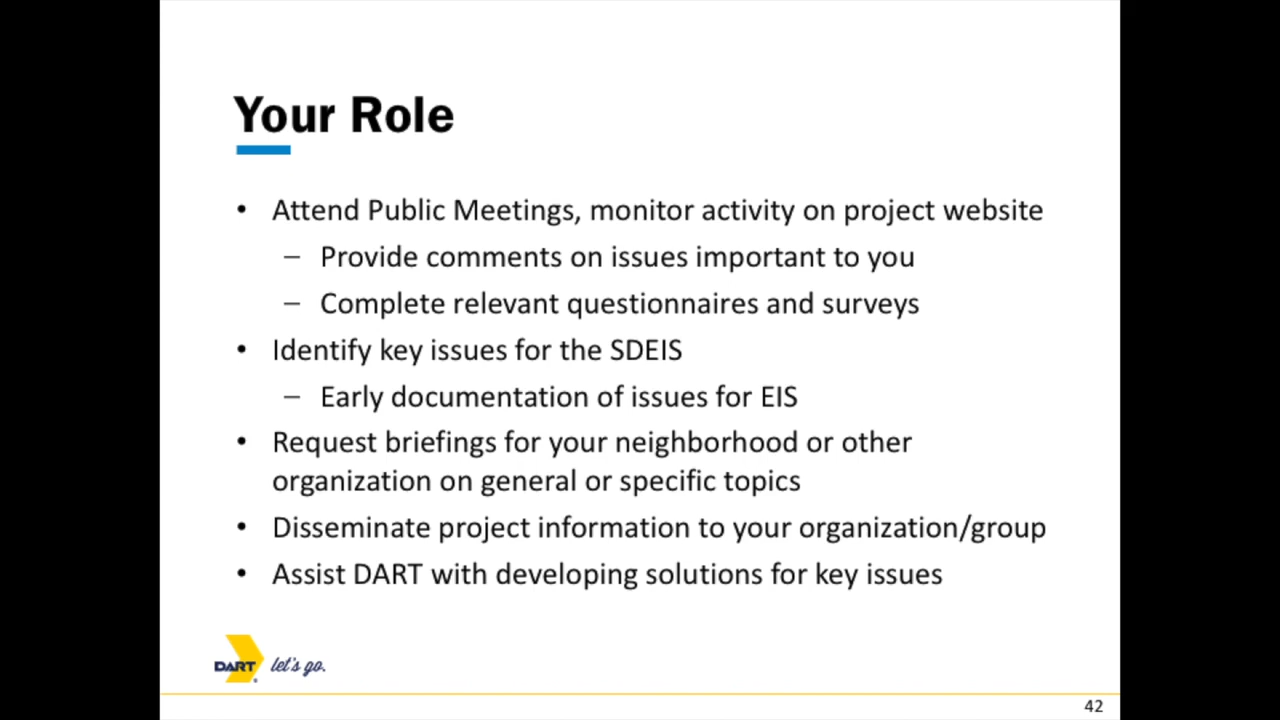 Your Role
• Attend Public Meetings, monitor activity on project website
– Provide comments on issues important to you
– Complete relevant questionnaires and surveys
• Identify key issues for the SDEIS
– Early documentation of issues for EIS
• Request briefings for your neighborhood or other
organization on general or specific topics
• Disseminate project information to your organization/group
• Assist DART with developing solutions for key issues
DART let's go.
42